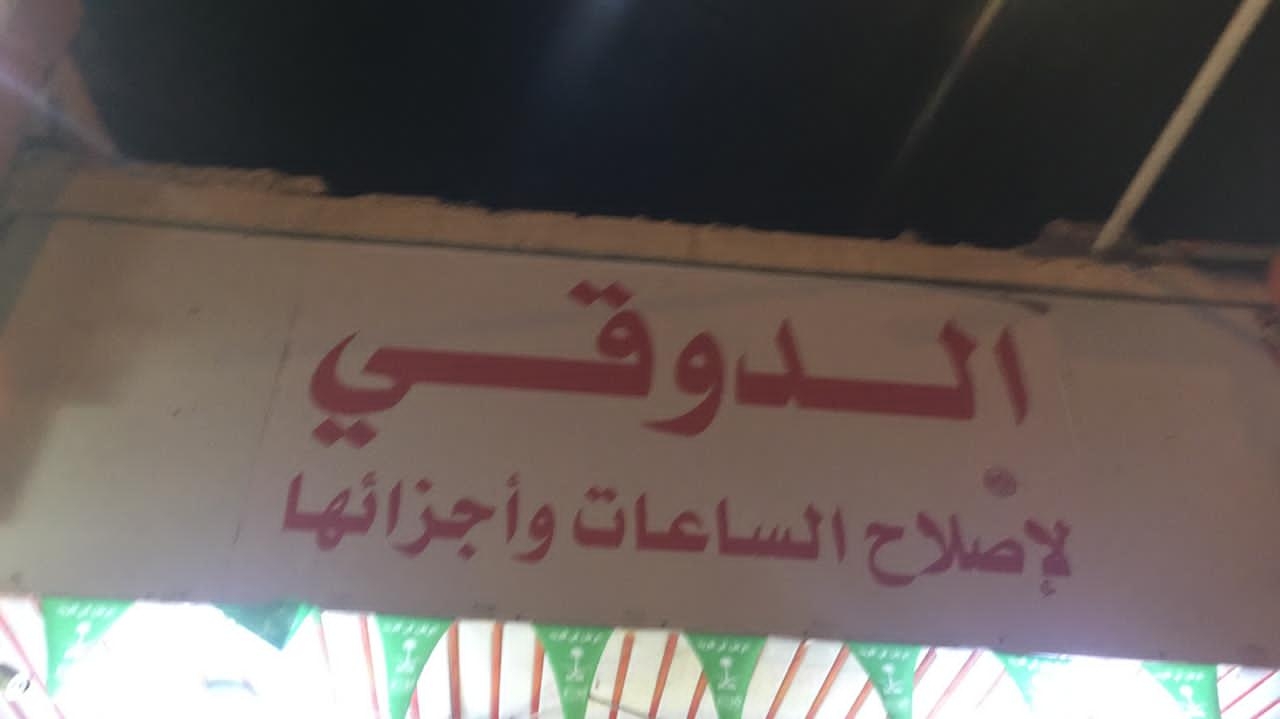 الدوقي
لإصلاح الساعات وأجزائها